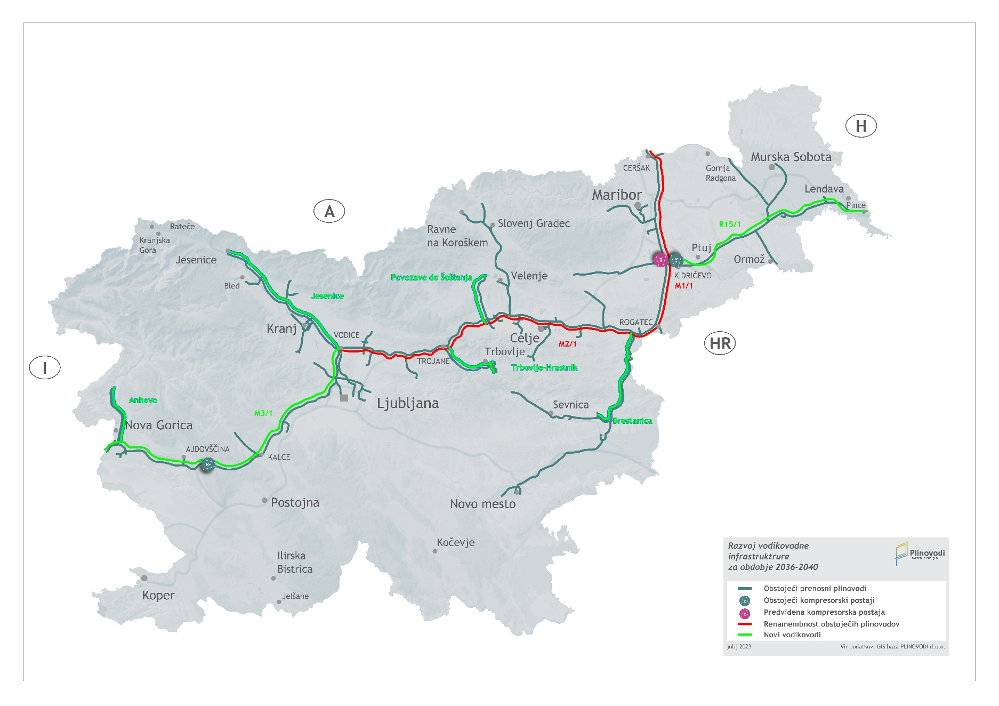 H
Murska Sobota
CERŠAK
Gornja
Radgona
Lendava
Maribor
Pince
A
Slovenj Gradec
Rateče
Ravne
na Koroškem
R15/1
Kranjska
Gora
Ptuj
Jesenice
Ormož
Povezave do Šoštanja
Velenje
KIDRIČEVO
Bled
M1/1
Jesenice
ROGATEC
Kranj
VODICE
Celje
M2/1
HR
Trbovlje
TROJANE
I
Trbovlje-Hrastnik
Anhovo
Ljubljana
Sevnica
M3/1
Brestanica
Nova Gorica
AJDOVŠČINA
KALCE
Postojna
Novo mesto
Kočevje
Ilirska
Bistrica
Koper
Jelšane
Razvoj vodikovodne
infrastruktrure
za obdobje 2036-2040
Plinovodi
Obstoječi prenosni plinovodi
Obstoječi kompresorski postaji
Predvidena kompresorska postaja
Renamembnost obstoječih plinovodov
Novi vodikovodi
julij 2023
Vir podatkov: GIS baza PLINOVODI d.o.o.